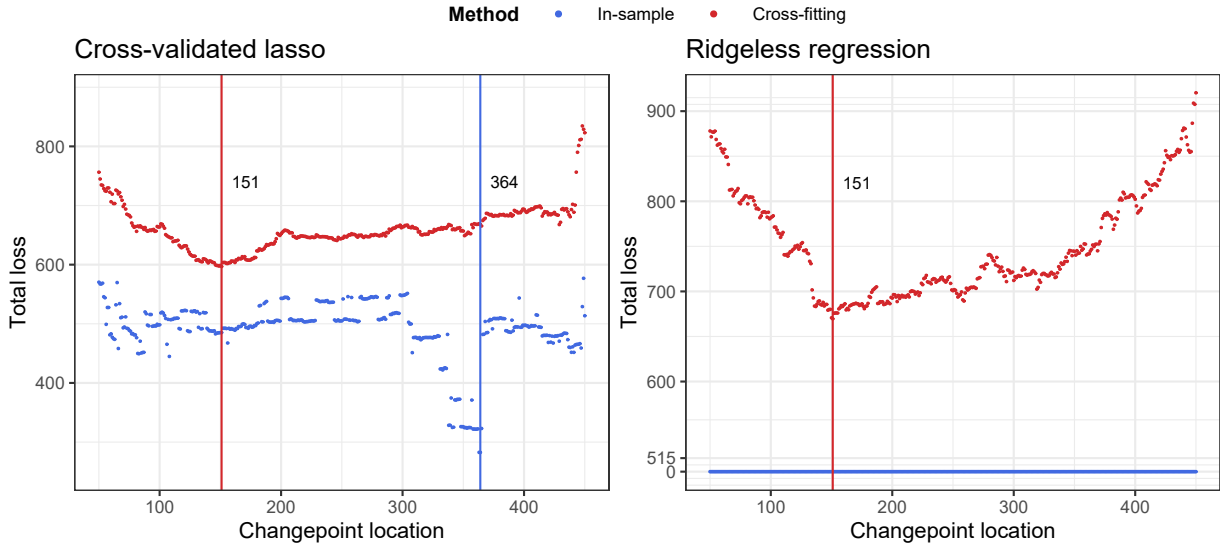 Method In-sample Cross-fitting
Cross-validated lasso
Total loss
800
600
400
151
364
100 200 300 400
Changepoint location
Ridgeless regression
Total loss
900
800
700
600
515
0
151
100 200 300 400
Changepoint location